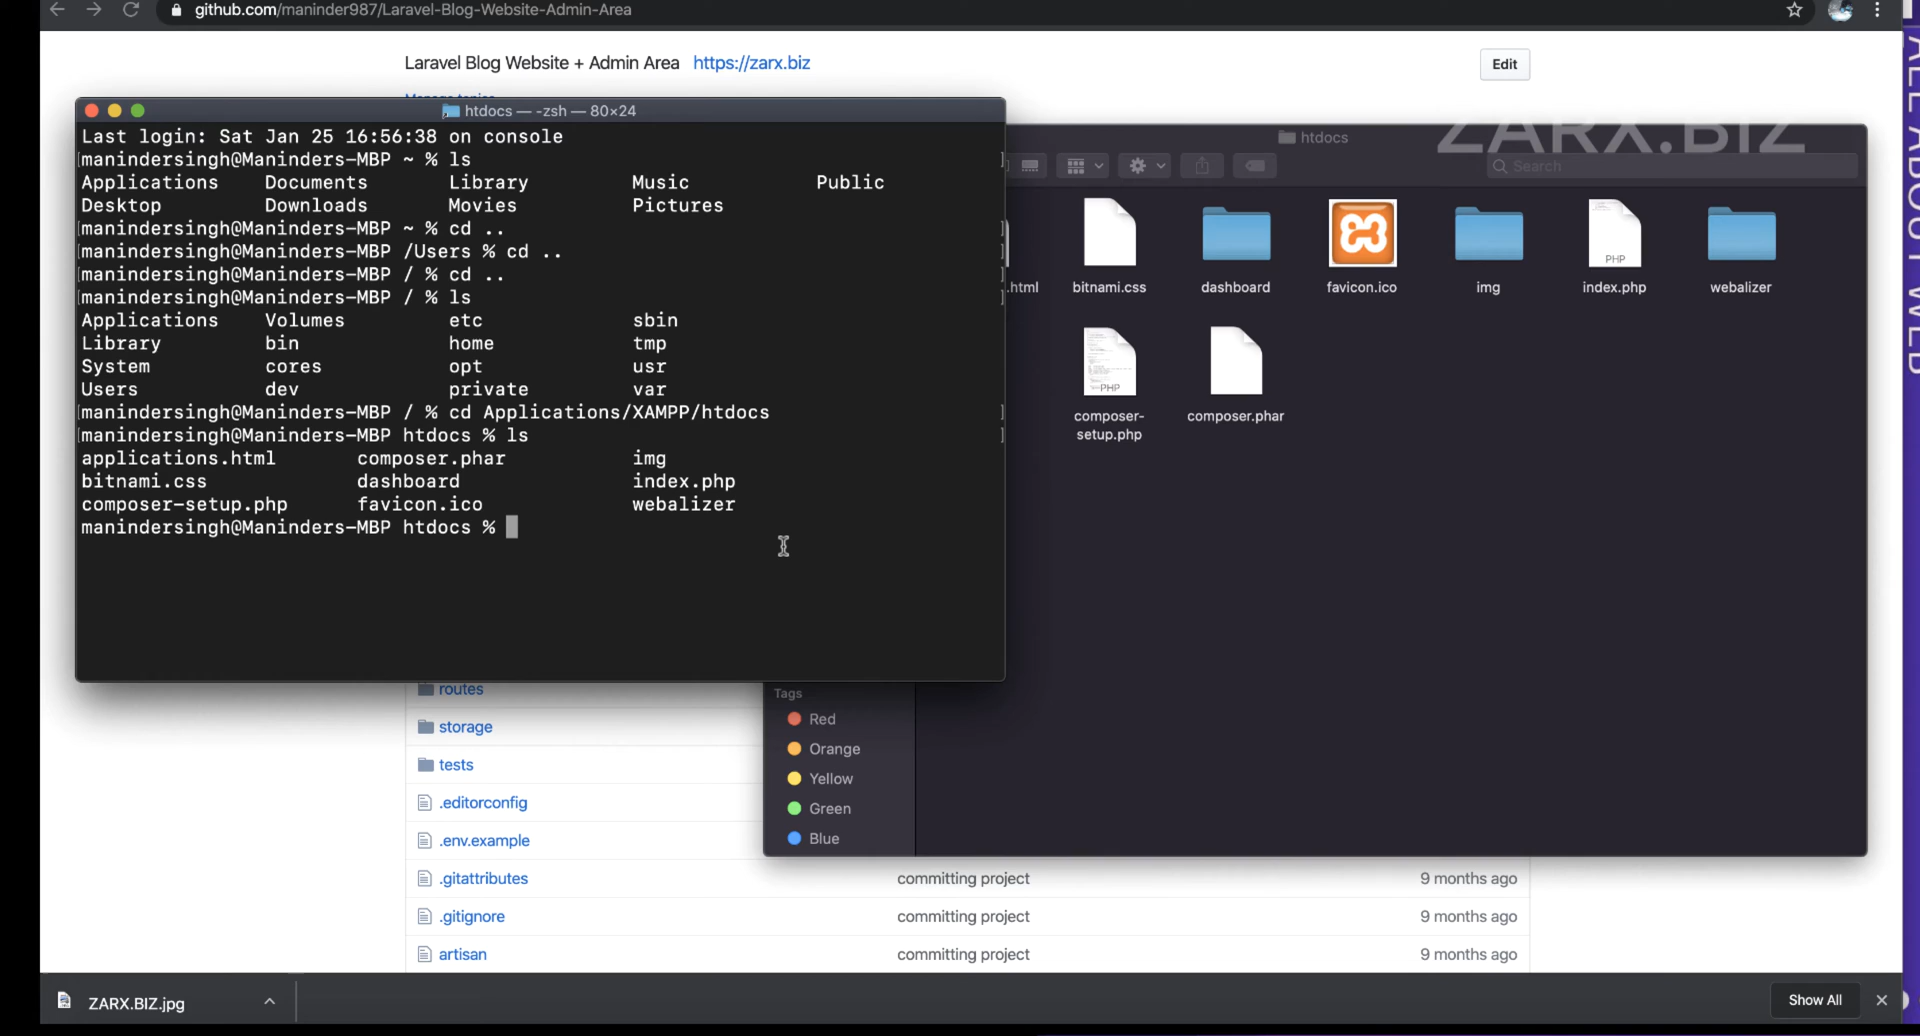 github.com/maninder987/Laravel-Blog-Website-Admin-Area
Laravel Blog Website + Admin Area https://zarx.biz
Edit
htdocs — -zsh — 80×24
Last login: Sat Jan 25 16:56:38 on console
manindersingh@Maninders-MBP ~ % ls
Applications Documents Library Music Public
Desktop Downloads Movies Pictures
manindersingh@Maninders-MBP ~ % cd ..
manindersingh@Maninders-MBP /Users % cd ..
manindersingh@Maninders-MBP / % cd ..
manindersingh@Maninders-MBP / % ls
Applications Volumes etc sbin
Library bin home tmp
System cores opt usr
Users dev private var
manindersingh@Maninders-MBP / % cd Applications/XAMPP/htdocs
manindersingh@Maninders-MBP htdocs % ls
applications.html composer.phar img
bitnami.css dashboard index.php
composer-setup.php favicon.ico webalizer
manindersingh@Maninders-MBP htdocs %
htdocs
ZARX.BIZ
Search
PHP
.html bitnami.css dashboard favicon.ico img index.php webalizer
PHP
composer-
setup.php
composer.phar
Tags
Red
Orange
Yellow
Green
Blue
routes
storage
tests
.editorconfig
.env.example
.gitattributes committing project 9 months ago
.gitignore committing project 9 months ago
artisan committing project 9 months ago
ZARX.BIZ.jpg
Show All
ALL ABOUT WEB